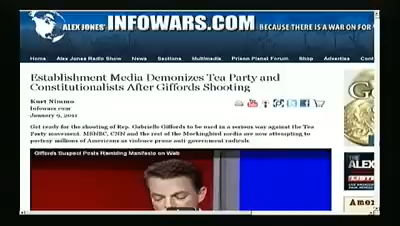 ALEX JONES' INFOWARS.COM BECAUSE THERE IS A WAR ON FOR
Home Alex Jones Radio Show News Sections Multimedia Prison Planet Forum Shop Advertise Cont
Establishment Media Demonizes Tea Party and
Constitutionalists After Giffords Shooting
Kurt Nimmo
Infowars.com
January 9, 2011
Get ready for the shooting of Rep. Gabrielle Giffords to be used in a serious way against the Tea
Party movement. MSNBC, CNN and the rest of the Mockingbird media are now attempting to
portray millions of Americans as violence prone anti-government radicals.
Giffords Suspect Posts Rambling Manifesto on Web
THE
ALEX